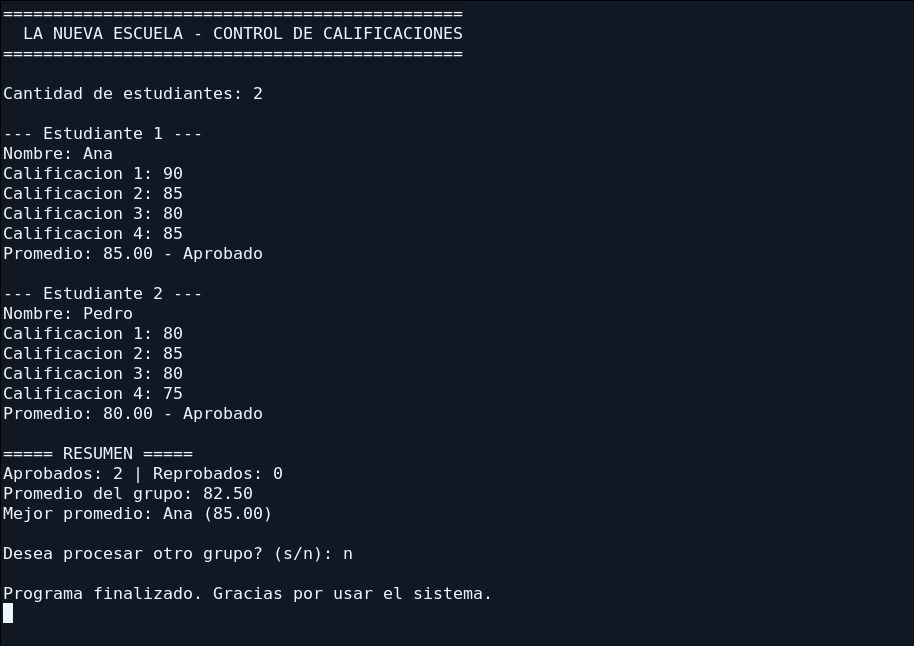 ==============================================
  LA NUEVA ESCUELA - CONTROL DE CALIFICACIONES
==============================================

Cantidad de estudiantes: 2

--- Estudiante 1 ---
Nombre: Ana
Calificacion 1: 90
Calificacion 2: 85
Calificacion 3: 80
Calificacion 4: 85
Promedio: 85.00 - Aprobado

--- Estudiante 2 ---
Nombre: Pedro
Calificacion 1: 80
Calificacion 2: 85
Calificacion 3: 80
Calificacion 4: 75
Promedio: 80.00 - Aprobado

===== RESUMEN =====
Aprobados: 2 | Reprobados: 0
Promedio del grupo: 82.50
Mejor promedio: Ana (85.00)

Desea procesar otro grupo? (s/n): n

Programa finalizado. Gracias por usar el sistema.